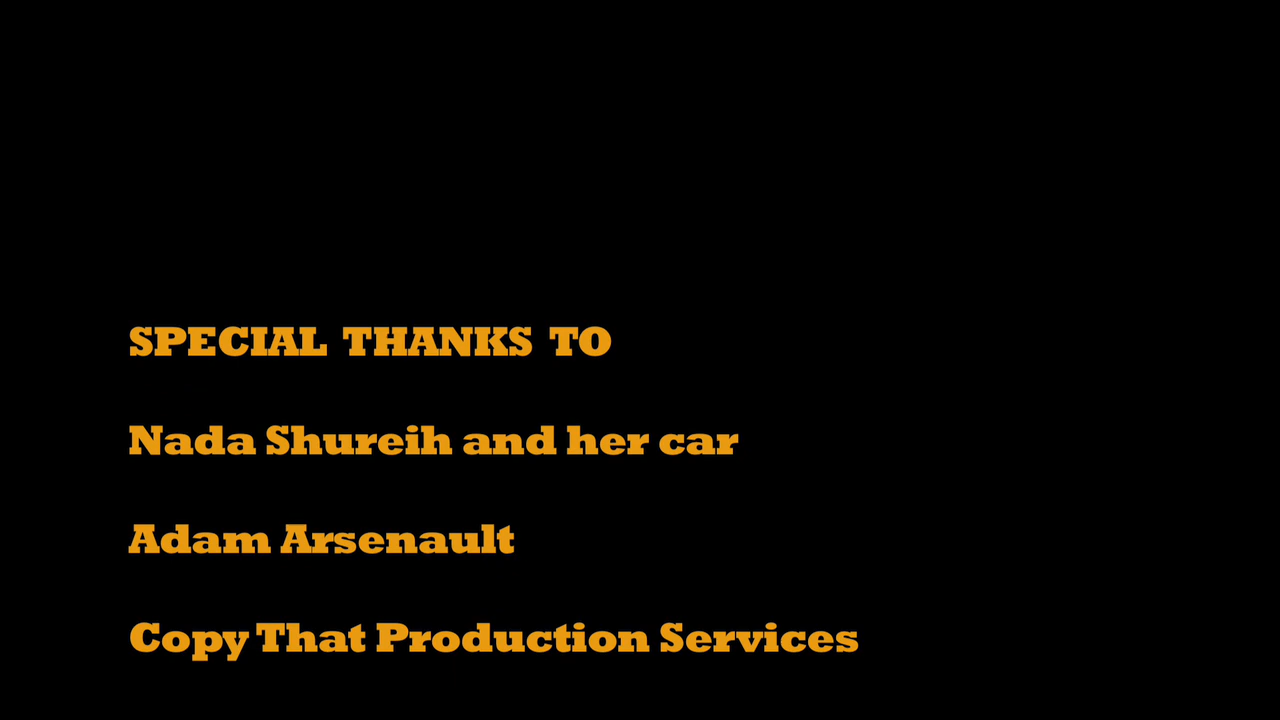 SPECIAL THANKS TO
Nada Shureih and her car
Adam Arsenault
Copy That Production Services